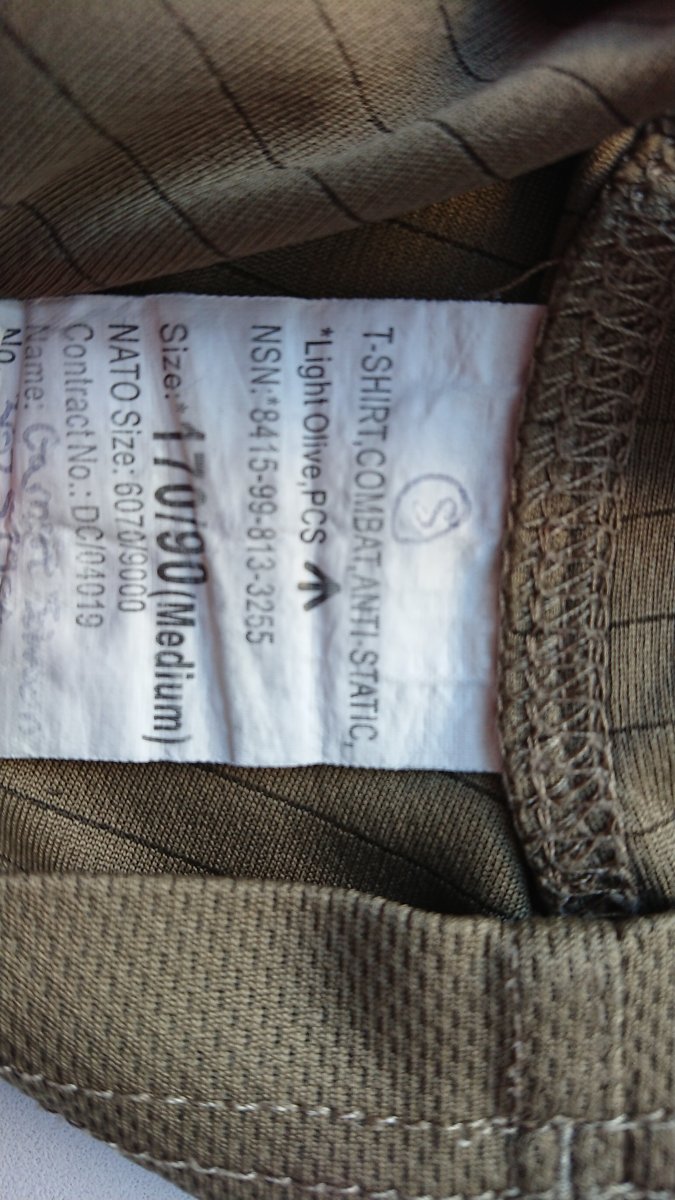 S
T-SHIRT,COMBAT,ANTI-STATIC,
*Light Olive,PCS
NSN:*8415-99-813-3255
Size:*170/90(Medium)
NATO Size: 6070/9000
Contract No.: DC/04019
Name:
No.